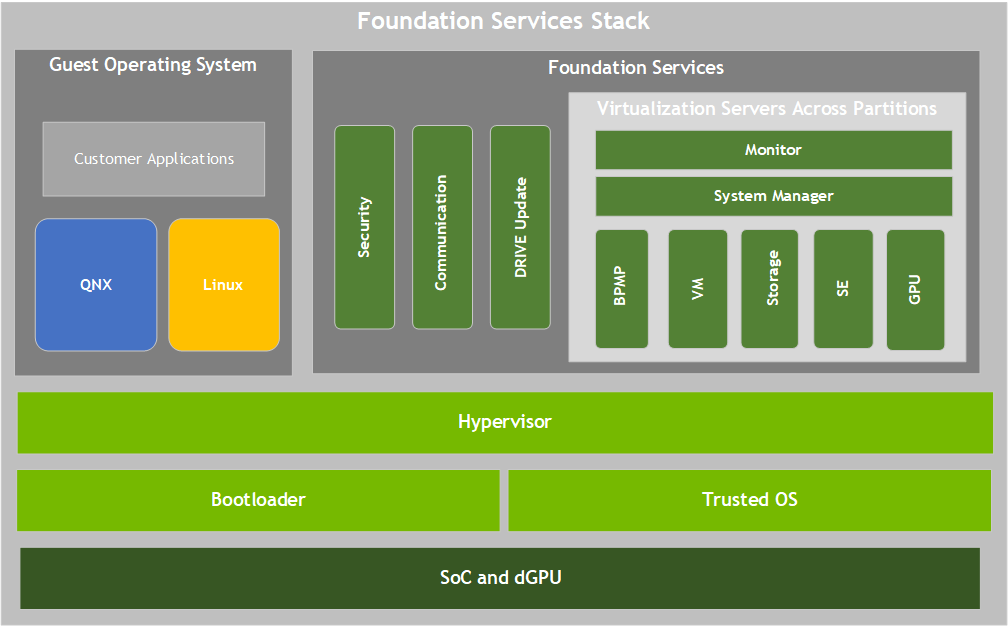 Foundation Services Stack
Guest Operating System
Customer Applications
QNX
Linux
Foundation Services
Security
Communication
DRIVE Update
Virtualization Servers Across Partitions
Monitor
System Manager
BPMP
VM
Storage
SE
GPU
Hypervisor
Bootloader
Trusted OS
SoC and dGPU